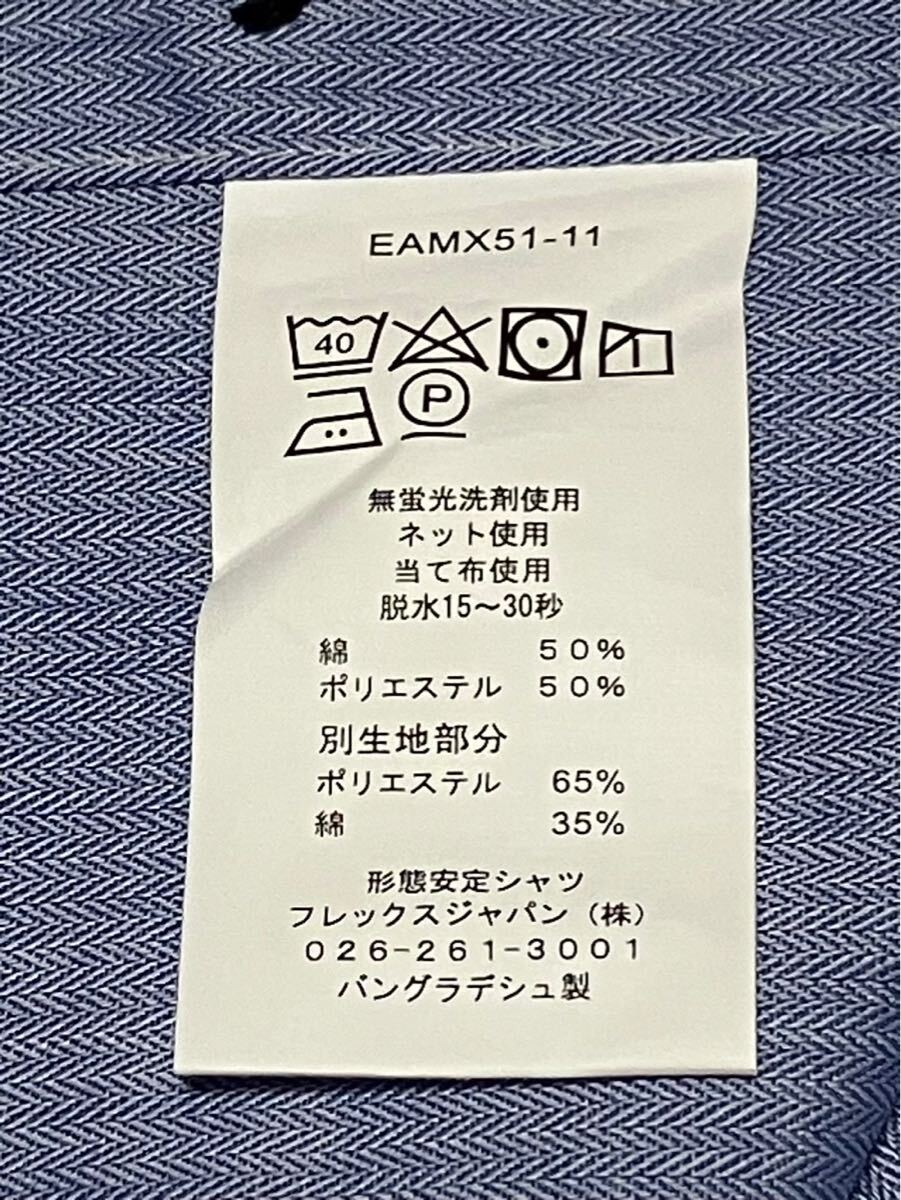 EAMX51-11
40
P
無蛍光洗剤使用
ネット使用
当て布使用
脱水15～30秒
綿 50%
ポリエステル 50%
別生地部分
ポリエステル 65%
綿 35%
形態安定シャツ
フレックスジャパン（株）
026-261-3001
バングラデシュ製